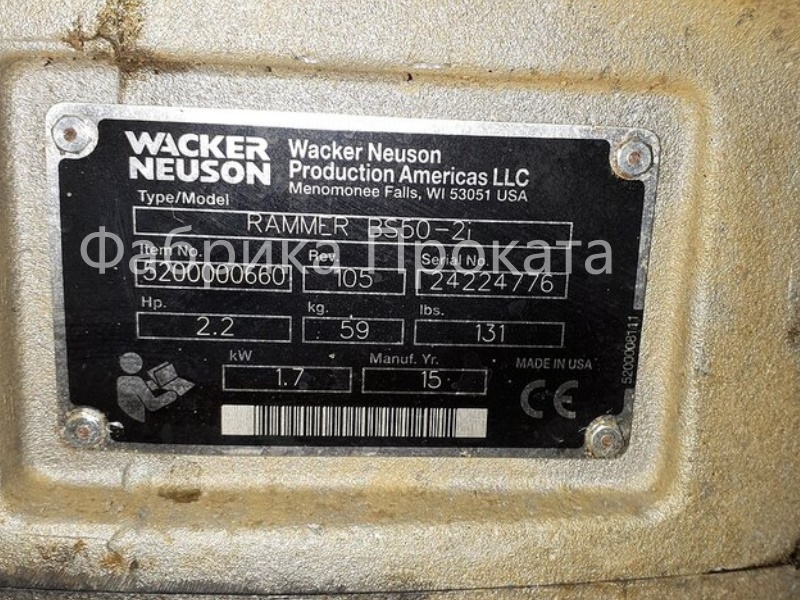 WACKER
NEUSON
Wacker Neuson
Production Americas LLC
Menomonee Falls, WI 53051 USA
Type/Model
RAMMER BS50-2i
Фабрика Проката
Item No. Rev. Serial No.
5200000660 105 24224776
Hp. kg. lbs.
2.2 59 131
kW Manuf. Yr. MADE IN USA
1.7 15
CE
5200008111